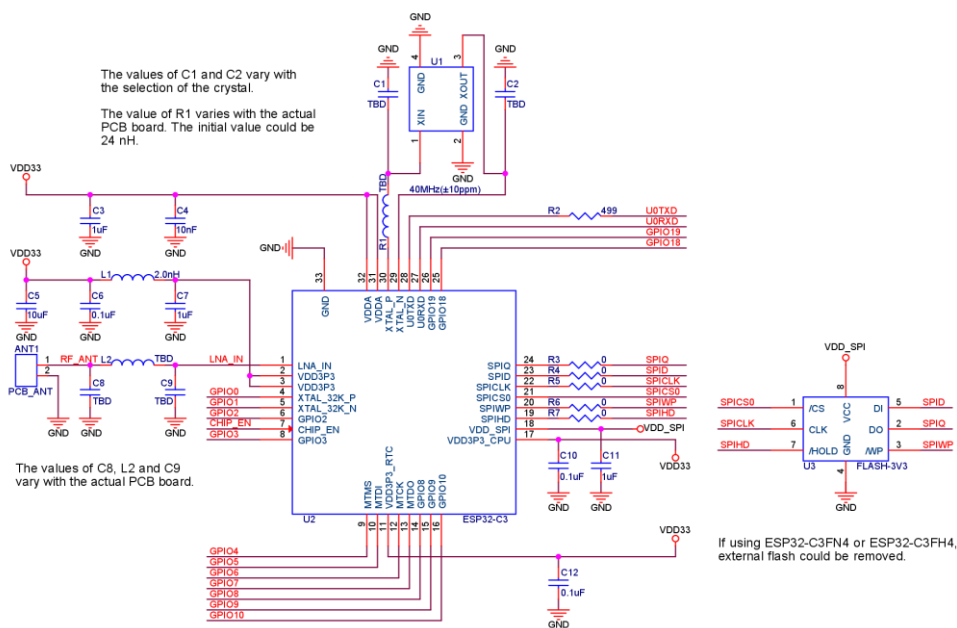 GND
GND
GND
4
3
U1
C1
TBD
GND
XOUT
XIN
GND
C2
TBD
1
2
GND
The values of C1 and C2 vary with
the selection of the crystal.
The value of R1 varies with the actual
PCB board. The initial value could be
24 nH.
VDD33
TBD
40MHz(±10ppm)
R1
C3
1uF
GND
C4
10nF
GND
R2
499
U0TXD
U0RXD
GPIO19
GPIO18
GND
VDD33
L1
2.0nH
C5
10uF
GND
C6
0.1uF
GND
C7
1uF
GND
33
32
31
30
29
28
27
26
25
GND
VDDA
VDDA
XTAL_P
XTAL_N
U0TXD
U0RXD
GPIO19
GPIO18
ANT1
1
2
PCB_ANT
RF_ANT
L2
TBD
LNA_IN
C8
TBD
GND
C9
TBD
GND
GND
GPIO0
GPIO1
GPIO2
CHIP_EN
GPIO3
1
2
3
4
5
6
7
8
LNA_IN
VDD3P3
VDD3P3
XTAL_32K_P
XTAL_32K_N
GPIO2
CHIP_EN
GPIO3
SPIQ
SPID
SPICLK
SPICS0
SPIWP
SPIHD
VDD_SPI
VDD3P3_CPU
24
23
22
21
20
19
18
17
R3
0
SPIQ
R4
0
SPID
R5
0
SPICLK
SPICS0
R6
0
SPIWP
R7
0
SPIHD
VDD_SPI
VDD33
C10
0.1uF
GND
C11
1uF
GND
The values of C8, L2 and C9
vary with the actual PCB board.
MTMS
MTDI
VDD3P3_RTC
MTCK
MTDO
GPIO8
GPIO9
GPIO10
U2
ESP32-C3
9
10
11
12
13
14
15
16
GPIO4
GPIO5
GPIO6
GPIO7
GPIO8
GPIO9
GPIO10
VDD33
C12
0.1uF
GND
VDD_SPI
8
SPICS0
1
/CS
VCC
DI
5
SPID
SPICLK
6
CLK
DO
2
SPIQ
SPIHD
7
/HOLD
GND
/WP
3
SPIWP
U3
4
FLASH-3V3
GND
If using ESP32-C3FN4 or ESP32-C3FH4,
external flash could be removed.